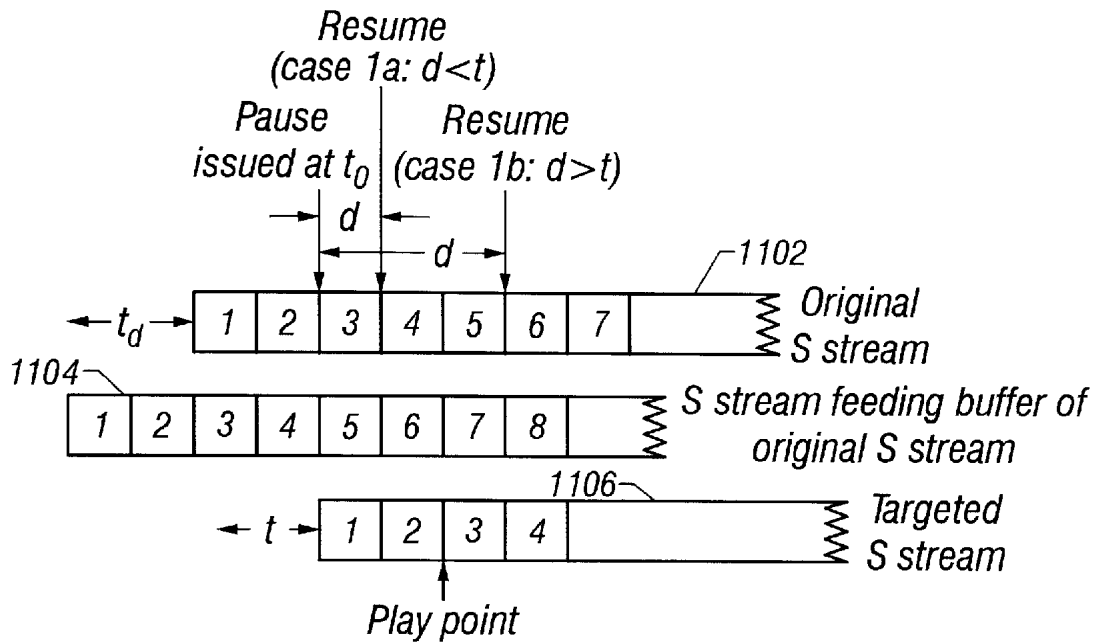 Resume
(case 1a: d<t)
Pause
issued at t0
Resume
(case 1b: d>t)
d
d
1102
td
1 2 3 4 5 6 7
Original
S stream
1104
1 2 3 4 5 6 7 8
S stream feeding buffer of
original S stream
1106
t
1 2 3 4
Targeted
S stream
Play point